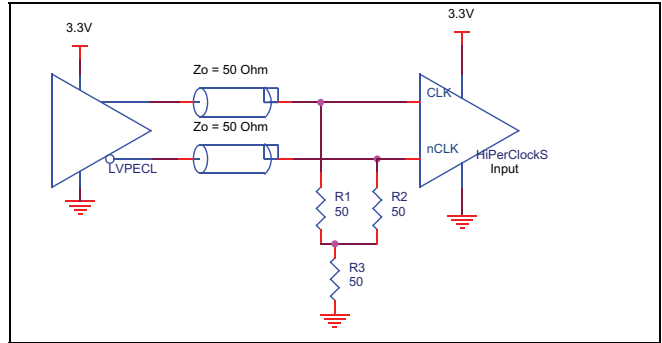 3.3V
3.3V
Zo = 50 Ohm
CLK
Zo = 50 Ohm
nCLK
HiPerClockS
LVPECL
Input
R1
50
R2
50
R3
50